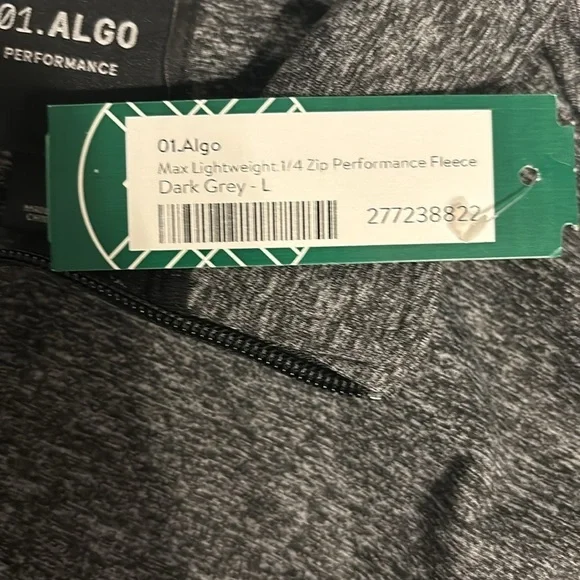 01.ALGO
PERFORMANCE
01.Algo
Max Lightweight 1/4 Zip Performance Fleece
Dark Grey - L
277238822